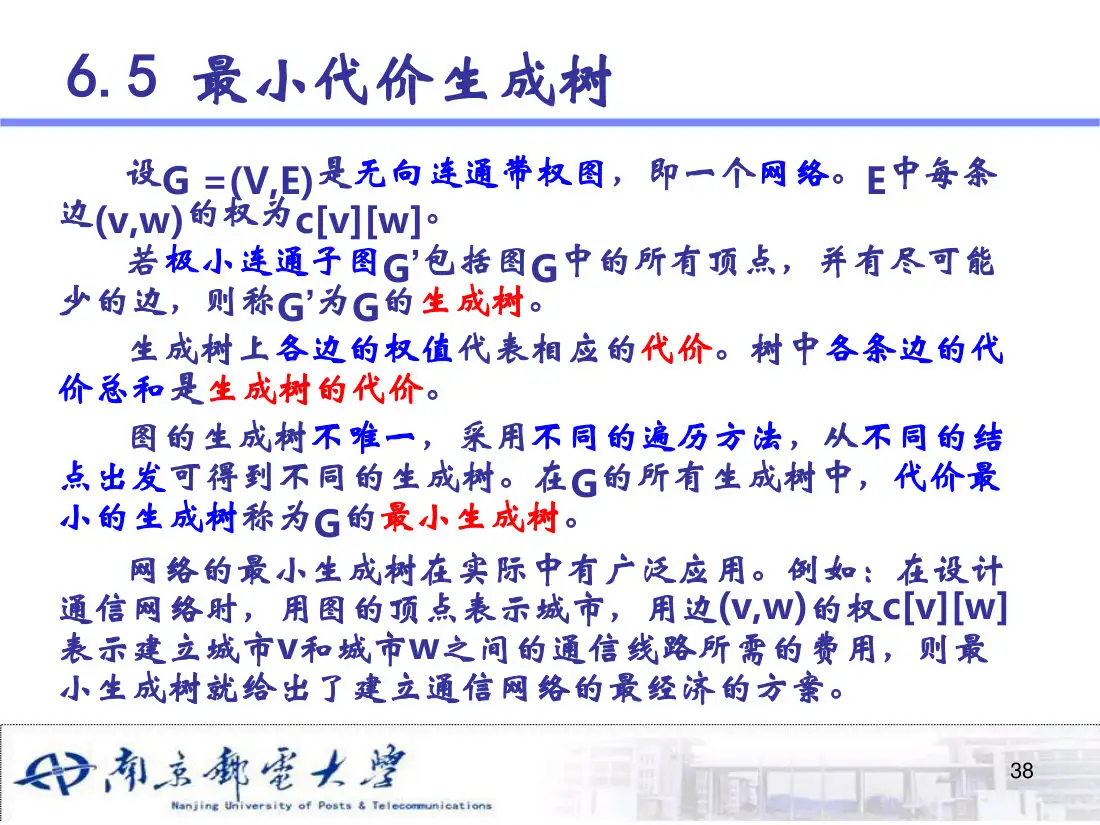 6.5 最小代价生成树
设G =(V,E)是无向连通带权图，即一个网络。E中每条
边(v,w)的权为c[v][w]。
若极小连通子图G’包括图G中的所有顶点，并有尽可能
少的边，则称G’为G的生成树。
生成树上各边的权值代表相应的代价。树中各条边的代
价总和是生成树的代价。
图的生成树不唯一，采用不同的遍历方法，从不同的结
点出发可得到不同的生成树。在G的所有生成树中，代价最
小的生成树称为G的最小生成树。
网络的最小生成树在实际中有广泛应用。例如：在设计
通信网络时，用图的顶点表示城市，用边(v,w)的权c[v][w]
表示建立城市v和城市w之间的通信线路所需的费用，则最
小生成树就给出了建立通信网络的最经济的方案。
南京郵電大學
Nanjing University of Posts & Telecommunications
38